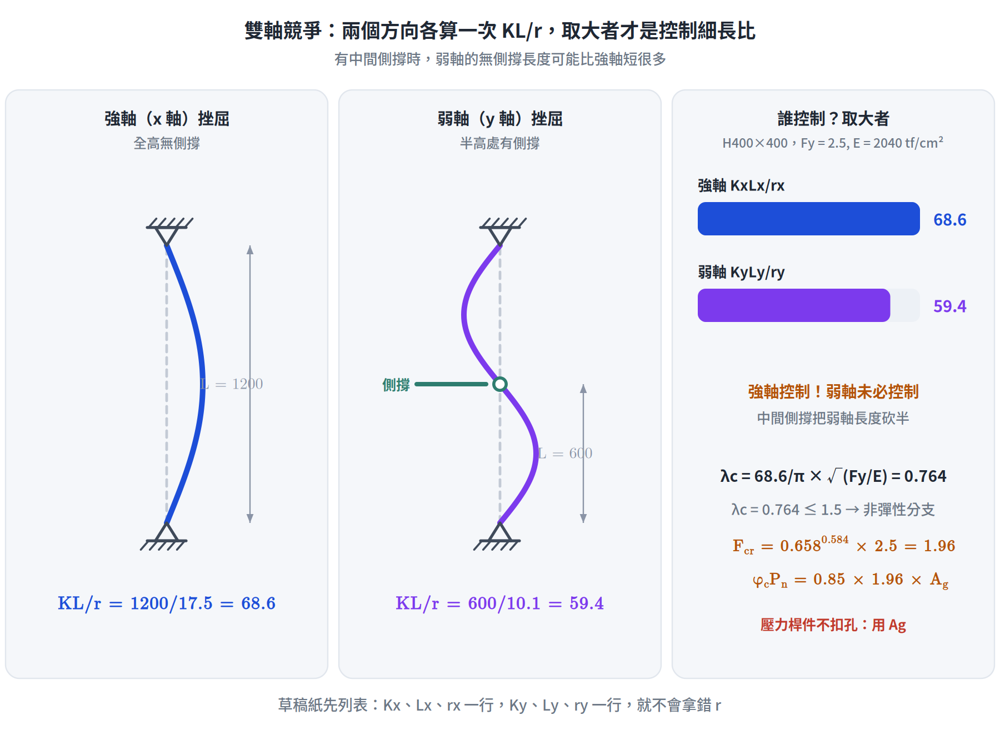 雙軸競爭：兩個方向各算一次 KL/r，取大者才是控制細長比
有中間側撐時，弱軸的無側撐長度可能比強軸短很多
強軸（x 軸）挫屈
全高無側撐
L = 1200
KL/r = 1200/17.5 = 68.6
弱軸（y 軸）挫屈
半高處有側撐
側撐
L = 600
KL/r = 600/10.1 = 59.4
誰控制？取大者
H400×400，Fy = 2.5, E = 2040 tf/cm²
強軸 KxLx/rx
68.6
弱軸 KyLy/ry
59.4
強軸控制！弱軸未必控制
中間側撐把弱軸長度砍半
λc = 68.6/π × √(Fy/E) = 0.764
λc = 0.764 ≤ 1.5 → 非彈性分支
F_cr = 0.658^0.584 × 2.5 = 1.96
φ_cP_n = 0.85 × 1.96 × A_g
壓力桿件不扣孔：用 Ag
草稿紙先列表：Kx、Lx、rx 一行，Ky、Ly、ry 一行，就不會拿錯 r